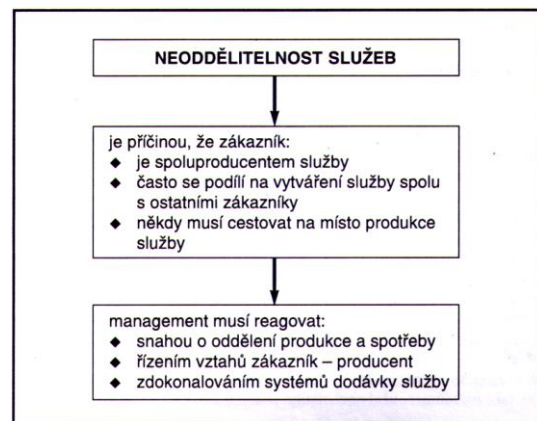 NEODDĚLITELNOST SLUŽEB
je příčinou, že zákazník:
◆ je spoluproducentem služby
◆ často se podílí na vytváření služby spolu
s ostatními zákazníky
◆ někdy musí cestovat na místo produkce
služby
management musí reagovat:
◆ snahou o oddělení produkce a spotřeby
◆ řízením vztahů zákazník – producent
◆ zdokonalováním systémů dodávky služby